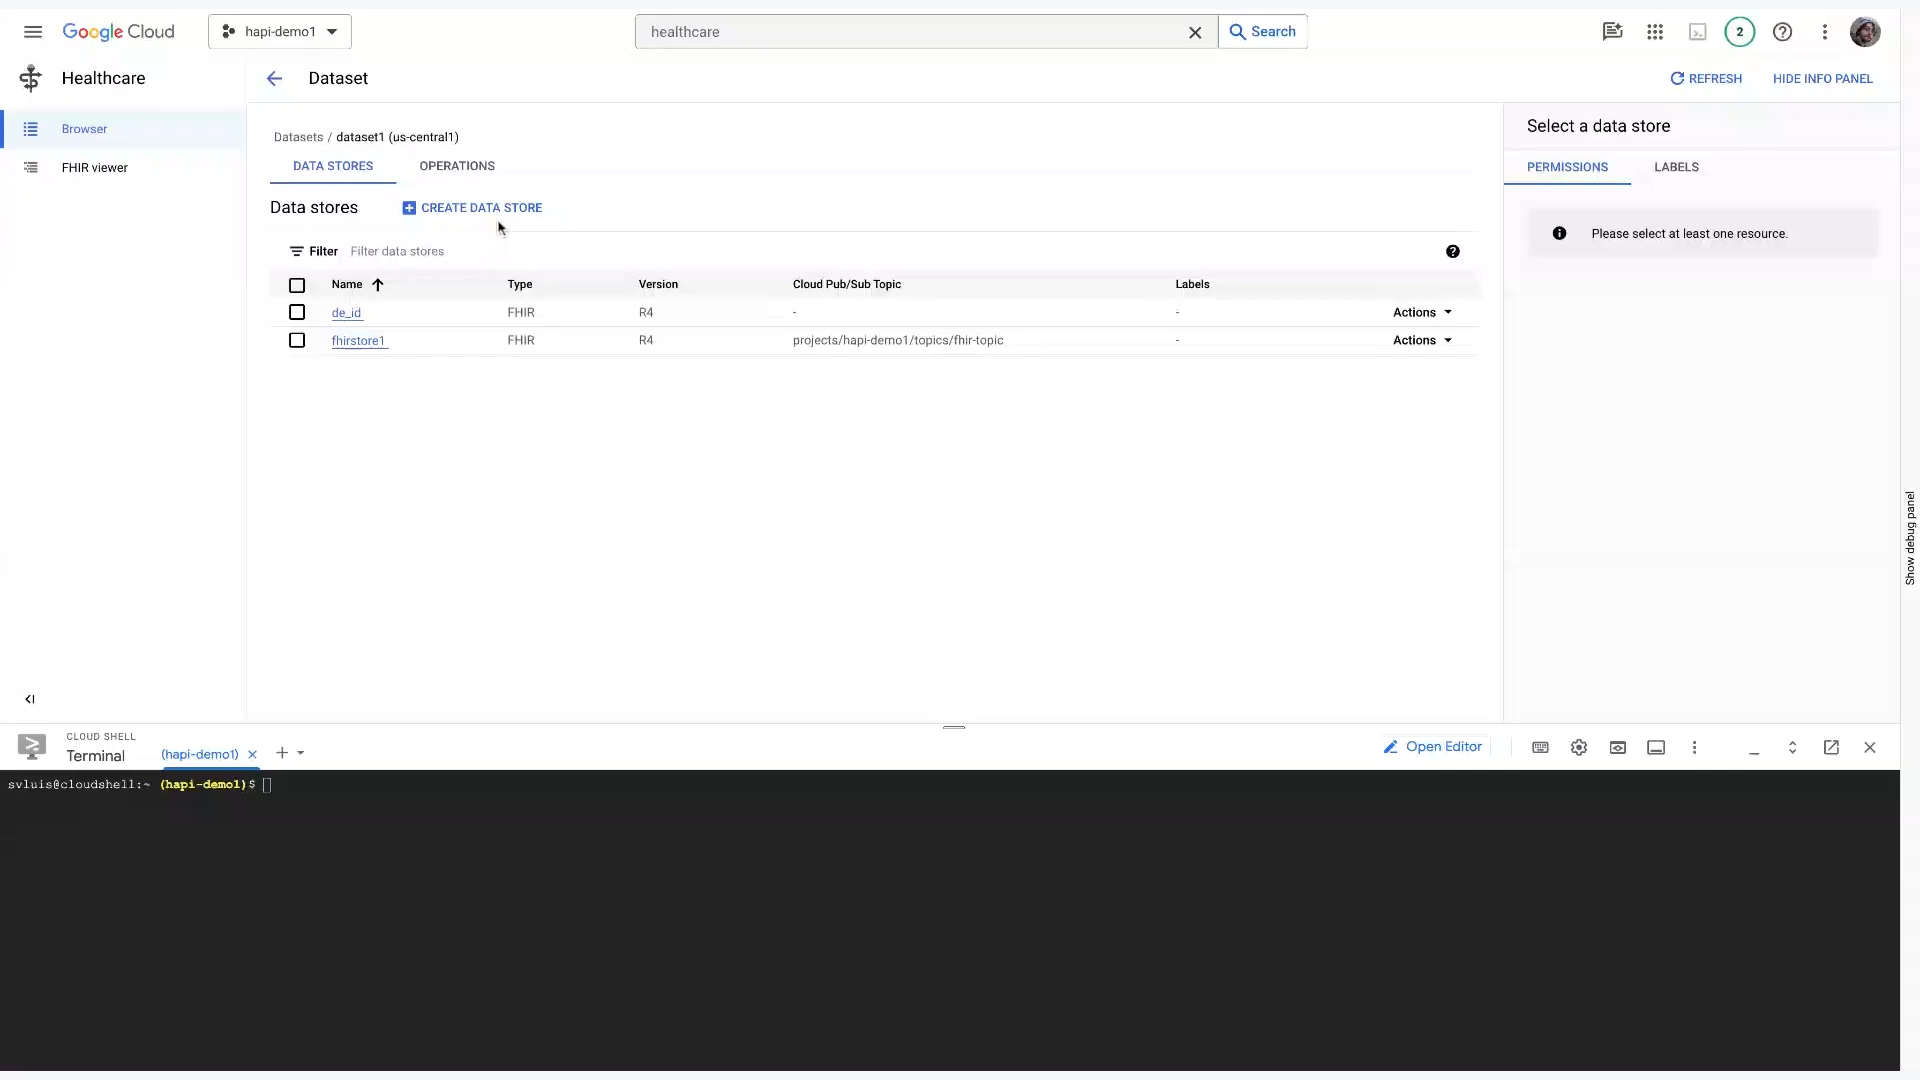 Google Cloud
hapi-demo1
healthcare
Search
2
Healthcare
Dataset
REFRESH
HIDE INFO PANEL
Browser
FHIR viewer
Datasets / dataset1 (us-central1)
DATA STORES
OPERATIONS
Data stores
CREATE DATA STORE
Filter
Filter data stores
Name Type Version Cloud Pub/Sub Topic Labels
de_id FHIR R4 - - Actions
fhirstore1 FHIR R4 projects/hapi-demo1/topics/fhir-topic - Actions
Select a data store
PERMISSIONS
LABELS
Please select at least one resource.
Show debug panel
CLOUD SHELL
Terminal
(hapi-demo1)
Open Editor
svluis@cloudshell:~ (hapi-demo1)$